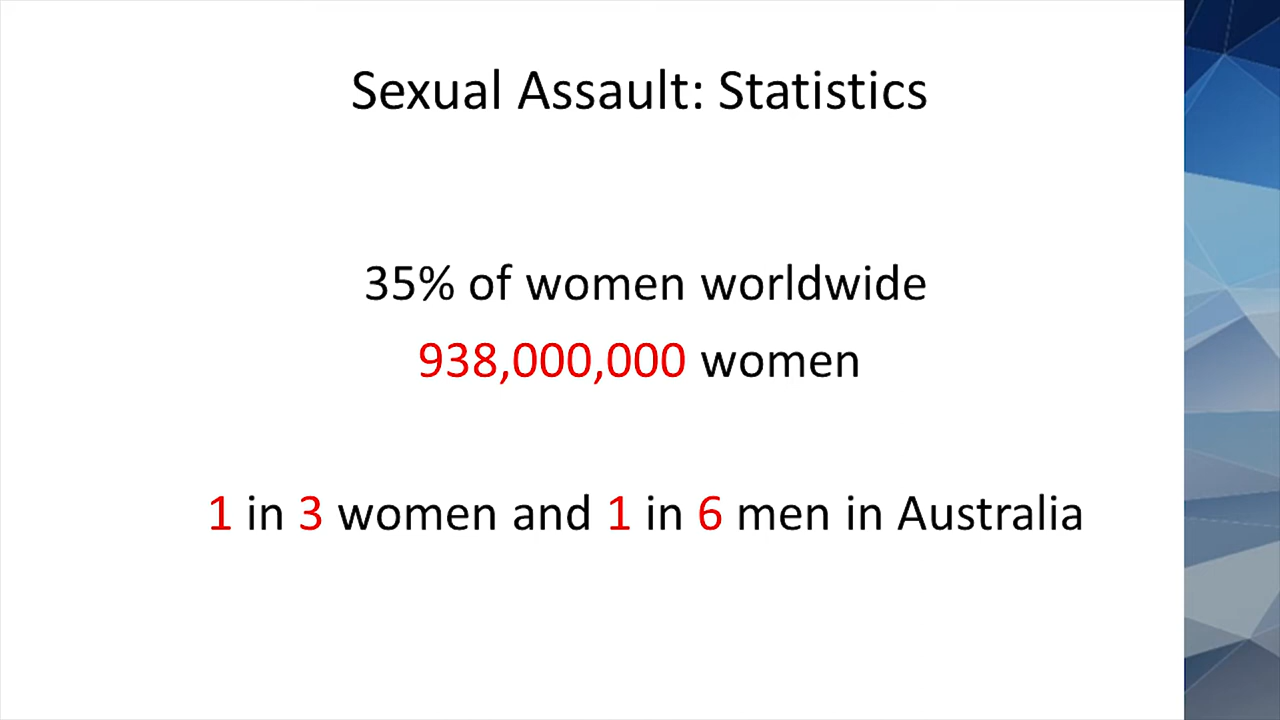 Sexual Assault: Statistics
35% of women worldwide
938,000,000 women
1 in 3 women and 1 in 6 men in Australia